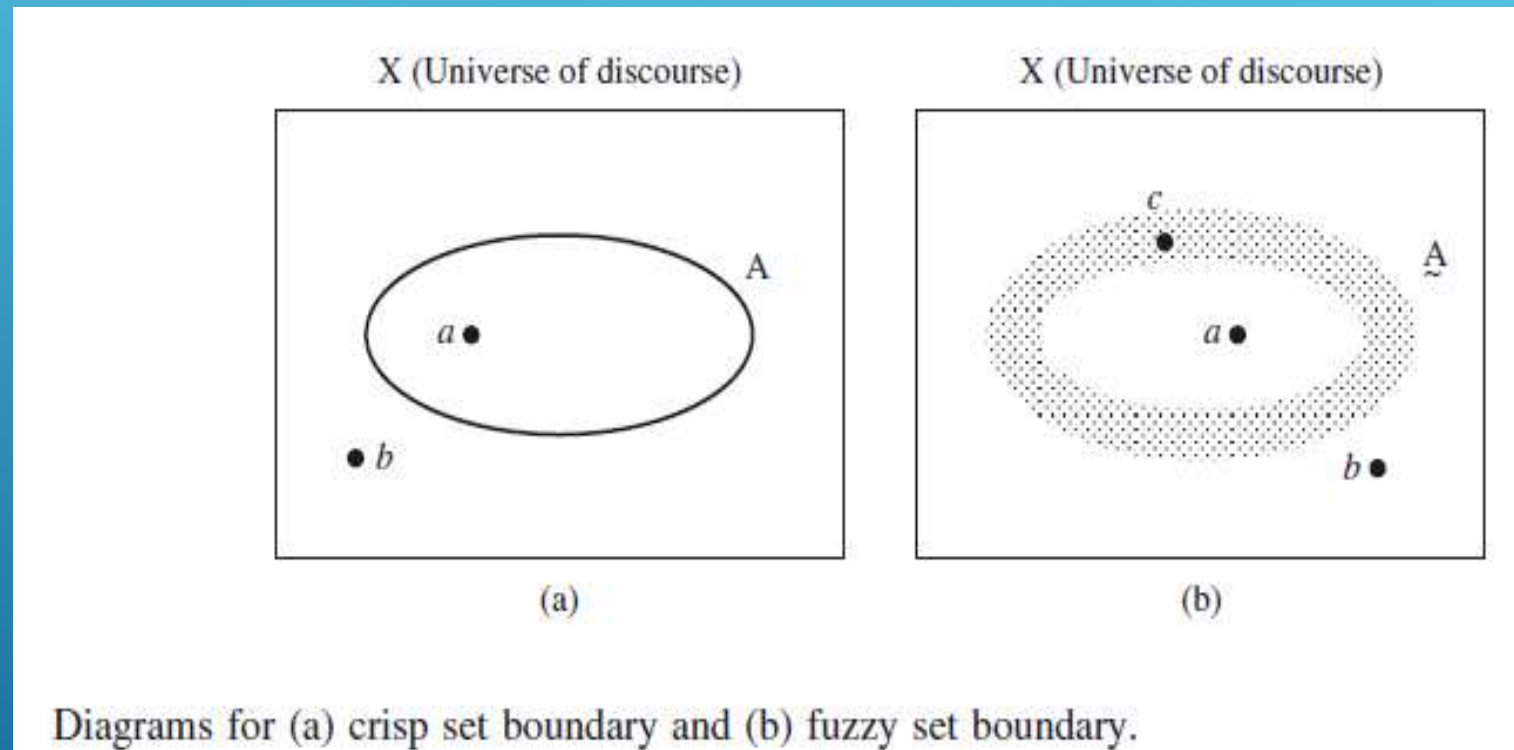 X (Universe of discourse)
X (Universe of discourse)
A
a
b
c
A̰
a
b
(a)
(b)
Diagrams for (a) crisp set boundary and (b) fuzzy set boundary.